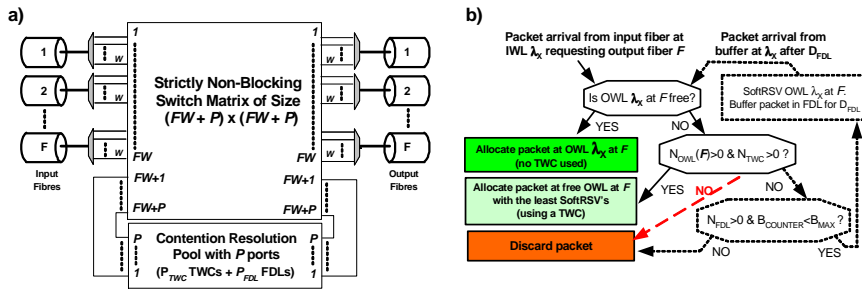 a)
1
1
1
1
W
W
2
2
Strictly Non-Blocking
Switch Matrix of Size
(FW + P) x (FW + P)
W
W
F
F
W
W
FW
FW
Input
Fibres
Output
Fibres
FW+1
FW+1
FW+P
FW+P
Contention Resolution
Pool with P ports
(PTWC TWCs + PFDL FDLs)
P
P
1
1
b)
Packet arrival from input fiber at
IWL λX requesting output fiber F
Packet arrival from
buffer at λX after DFDL
Is OWL λX at F free?
SoftRSV OWL λX at F.
Buffer packet in FDL for DFDL
YES
NO
Allocate packet at OWL λX at F
(no TWC used)
NOWL(F)>0 & NTWC>0 ?
Allocate packet at free OWL at F
with the least SoftRSV's
(using a TWC)
YES
NO
NO
NFDL>0 & BCOUNTER<BMAX ?
Discard packet
NO
YES